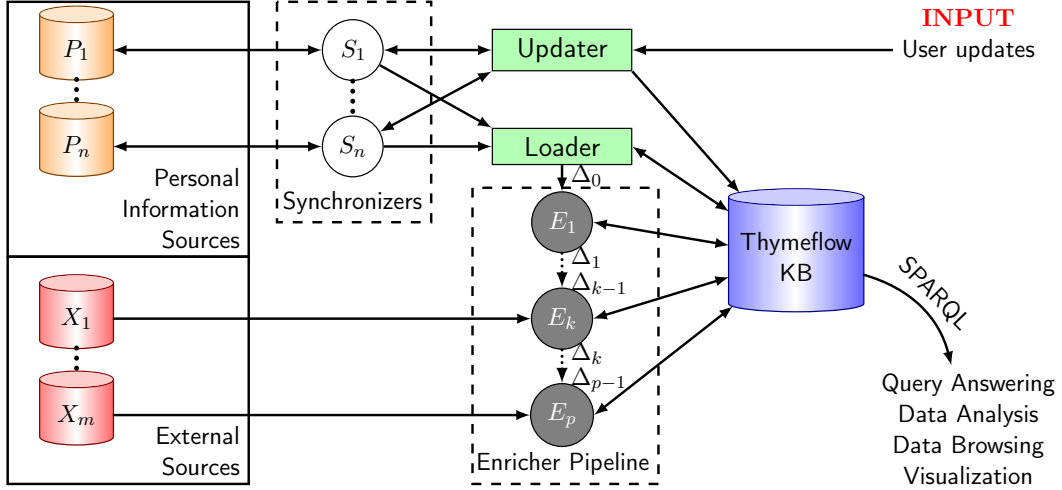 P1
Pn
Personal
Information
Sources
X1
Xm
External
Sources
S1
Sn
Synchronizers
Updater
Loader
Δ0
E1
Δ1
Δk−1
Ek
Δk
Δp−1
Ep
Enricher Pipeline
INPUT
User updates
Thymeflow
KB
SPARQL
Query Answering
Data Analysis
Data Browsing
Visualization